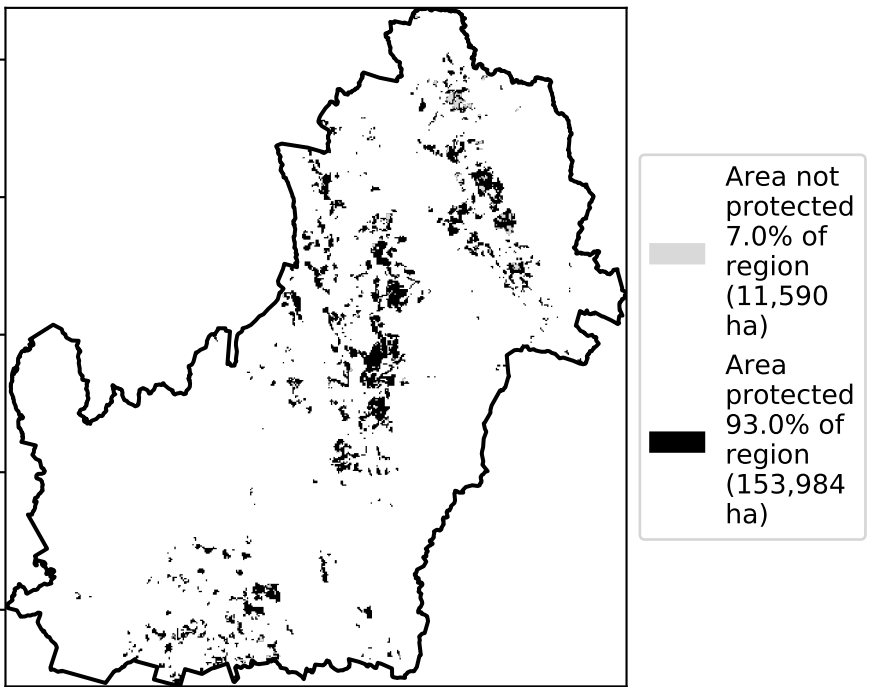 Area not
protected
7.0% of
region
(11,590
ha)
Area
protected
93.0% of
region
(153,984
ha)